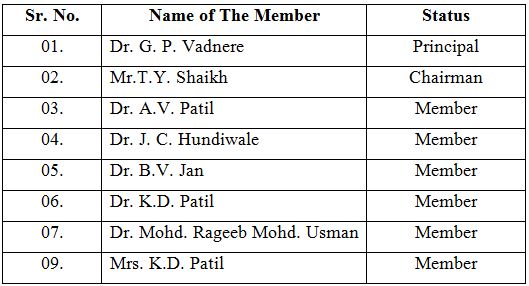 Sr. No. Name of The Member Status
01. Dr. G. P. Vadnere Principal
02. Mr.T.Y. Shaikh Chairman
03. Dr. A.V. Patil Member
04. Dr. J. C. Hundiwale Member
05. Dr. B.V. Jan Member
06. Dr. K.D. Patil Member
07. Dr. Mohd. Rageeb Mohd. Usman Member
09. Mrs. K.D. Patil Member